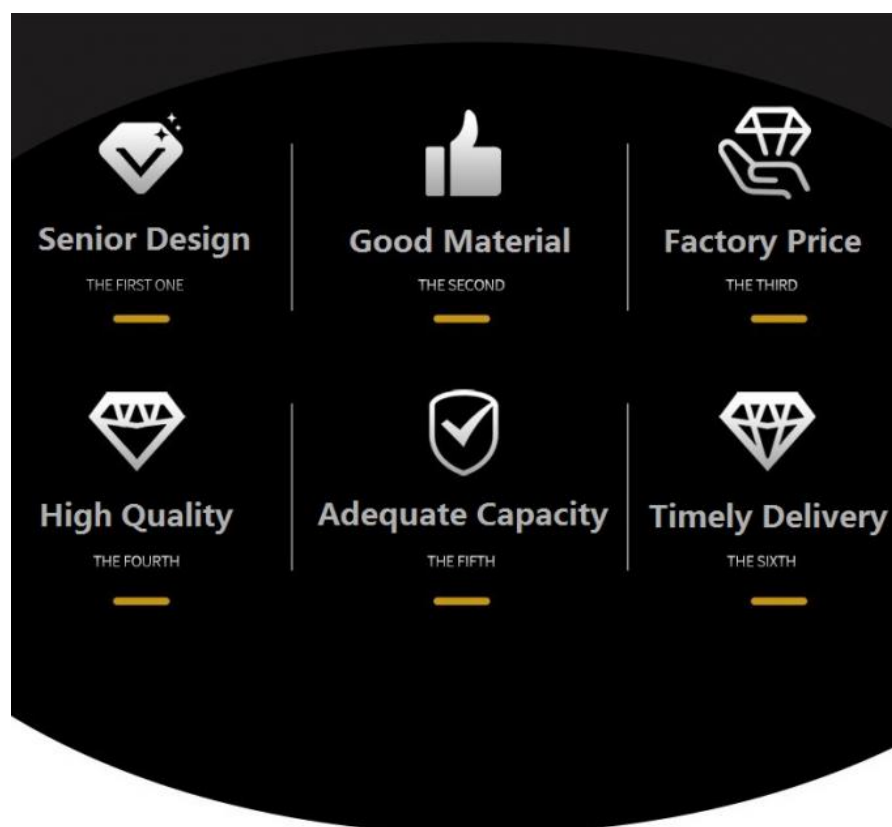 Senior Design
THE FIRST ONE
Good Material
THE SECOND
Factory Price
THE THIRD
High Quality
THE FOURTH
Adequate Capacity
THE FIFTH
Timely Delivery
THE SIXTH